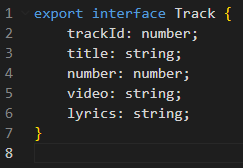 1 export interface Track {
2     trackId: number;
3     title: string;
4     number: number;
5     video: string;
6     lyrics: string;
7 }
8